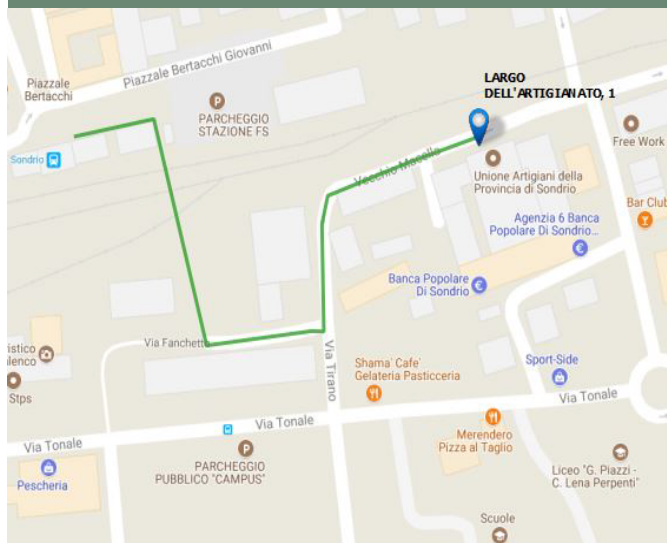 Piazzale Bertacchi Giovanni
Piazzale
Bertacchi
PARCHEGGIO
STAZIONE FS
Sondrio
LARGO
DELL'ARTIGIANATO, 1
Free Work
Vecchio Macello
Unione Artigiani della
Provincia di Sondrio
Bar Club
Agenzia 6 Banca
Popolare Di Sondrio...
Banca Popolare
Di Sondrio
Via Fanchetto
Via Tirano
istico
lenco
Stps
Shama' Cafe'
Gelateria Pasticceria
Sport-Side
Via Tonale
Via Tonale
Via Tonale
Merendero
Pizza al Taglio
Pescheria
PARCHEGGIO
PUBBLICO "CAMPUS"
Liceo "G. Piazzi -
C. Lena Perpenti"
Scuole